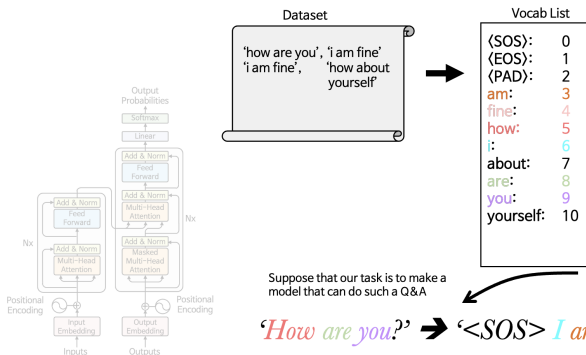 Dataset
'how are you', 'i am fine'
'i am fine', 'how about
yourself'
Vocab List
⟨SOS⟩: 0
⟨EOS⟩: 1
⟨PAD⟩: 2
am: 3
fine: 4
how: 5
i: 6
about: 7
are: 8
you: 9
yourself: 10
Output
Probabilities
Softmax
Linear
Add & Norm
Feed
Forward
Add & Norm
Multi-Head
Attention
Nx
Add & Norm
Masked
Multi-Head
Attention
Add & Norm
Feed
Forward
Nx
Add & Norm
Multi-Head
Attention
Positional
Encoding
Positional
Encoding
Input
Embedding
Output
Embedding
Inputs
Outputs
Suppose that our task is to make a
model that can do such a Q&A
'How are you?' → '<SOS> I